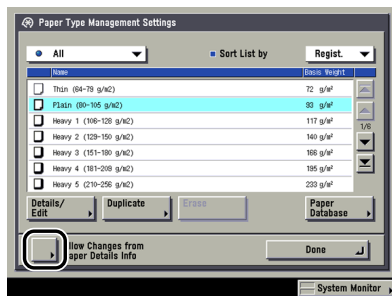 Paper Type Management Settings
All
Sort List by
Regist.
Name
Basis Weight
Thin (64-79 g/m2)
72 g/m²
Plain (80-105 g/m2)
93 g/m²
Heavy 1 (106-128 g/m2)
117 g/m²
Heavy 2 (129-150 g/m2)
140 g/m²
Heavy 3 (151-180 g/m2)
166 g/m²
Heavy 4 (181-209 g/m2)
195 g/m²
Heavy 5 (210-256 g/m2)
233 g/m²
1/6
Details/
Edit
Duplicate
Erase
Paper
Database
llow Changes from
aper Details Info
Done
System Monitor